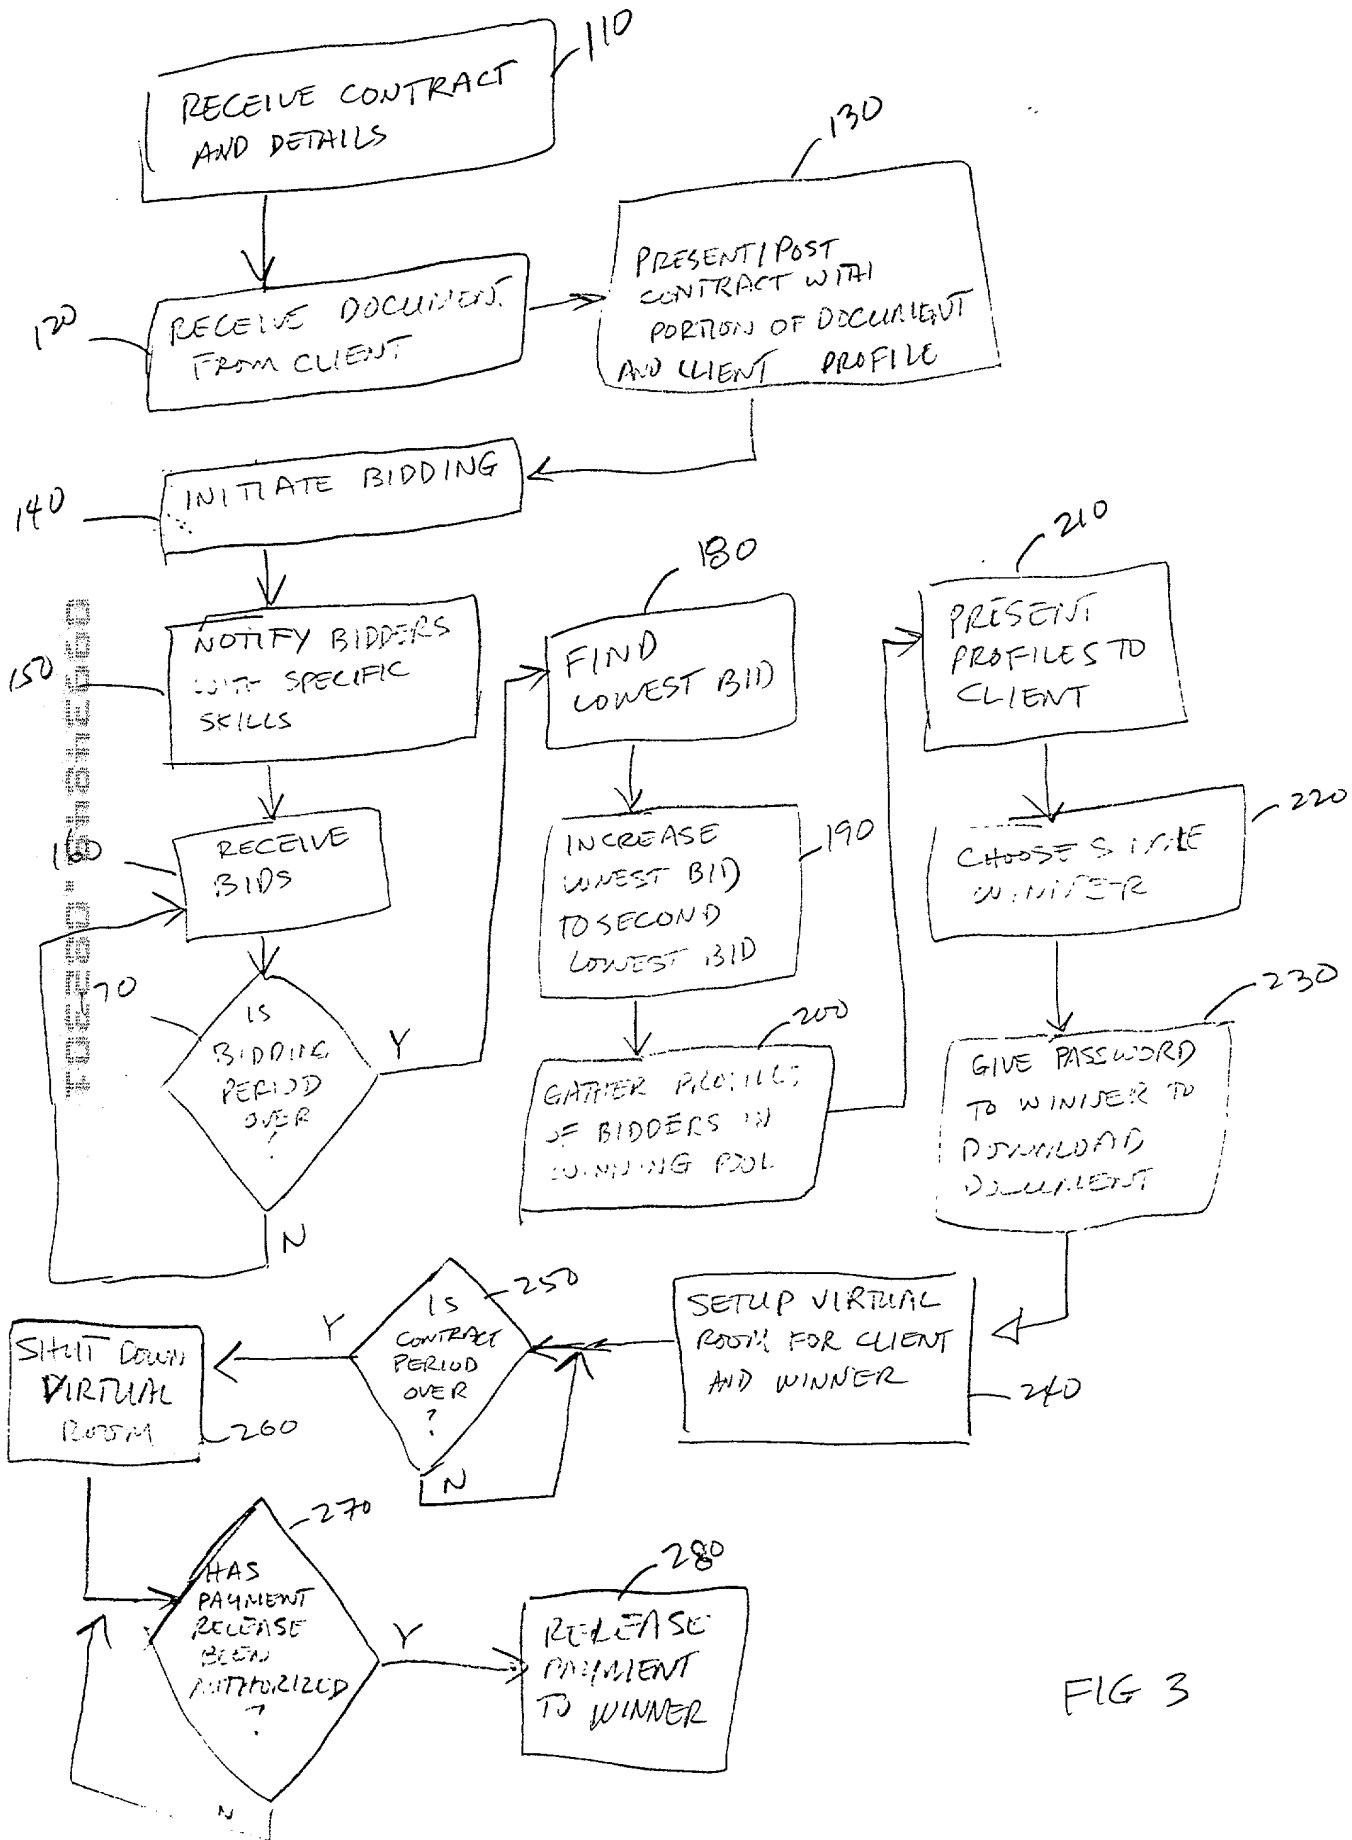 110
RECEIVE CONTRACT
AND DETAILS
120
RECEIVE DOCUMENT
FROM CLIENT
130
PRESENT/POST
CONTRACT WITH
PORTION OF DOCUMENT
AND CLIENT PROFILE
140
INITIATE BIDDING
150
NOTIFY BIDDERS
WITH SPECIFIC
SKILLS
160
RECEIVE
BIDS
170
IS
BIDDING
PERIOD
OVER
?
Y
N
180
FIND
LOWEST BID
190
INCREASE
LOWEST BID
TO SECOND
LOWEST BID
200
GATHER PROFILES
OF BIDDERS IN
WINNING POOL
210
PRESENT
PROFILES TO
CLIENT
220
CHOOSE
WINNER
230
GIVE PASSWORD
TO WINNER TO
DOWNLOAD
DOCUMENT
SETUP VIRTUAL
ROOM FOR CLIENT
AND WINNER
240
250
IS
CONTRACT
PERIOD
OVER
?
Y
N
SHUT DOWN
VIRTUAL
ROOM
260
270
HAS
PAYMENT
RELEASE
BEEN
AUTHORIZED
?
Y
N
280
RELEASE
PAYMENT
TO WINNER
FIG 3